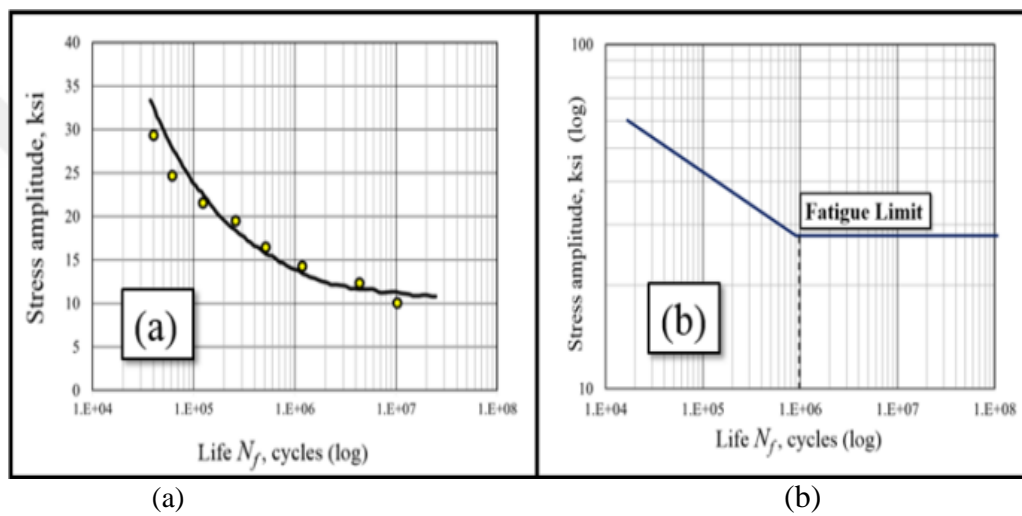 40
35
30
25
20
15
10
5
0
Stress amplitude, ksi
(a)
1.E+04 1.E+05 1.E+06 1.E+07 1.E+08
Life Nf, cycles (log)
100
10
Stress amplitude, ksi (log)
Fatigue Limit
(b)
1.E+04 1.E+05 1.E+06 1.E+07 1.E+08
Life Nf, cycles (log)
(a) (b)